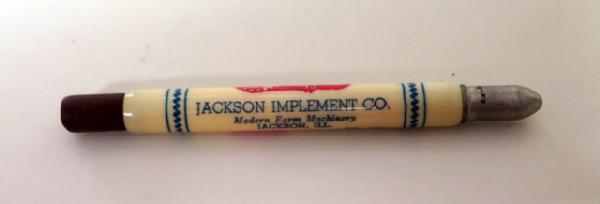 JACKSON IMPLEMENT CO.
Modern Farm Machinery
JACKSON, ILL.